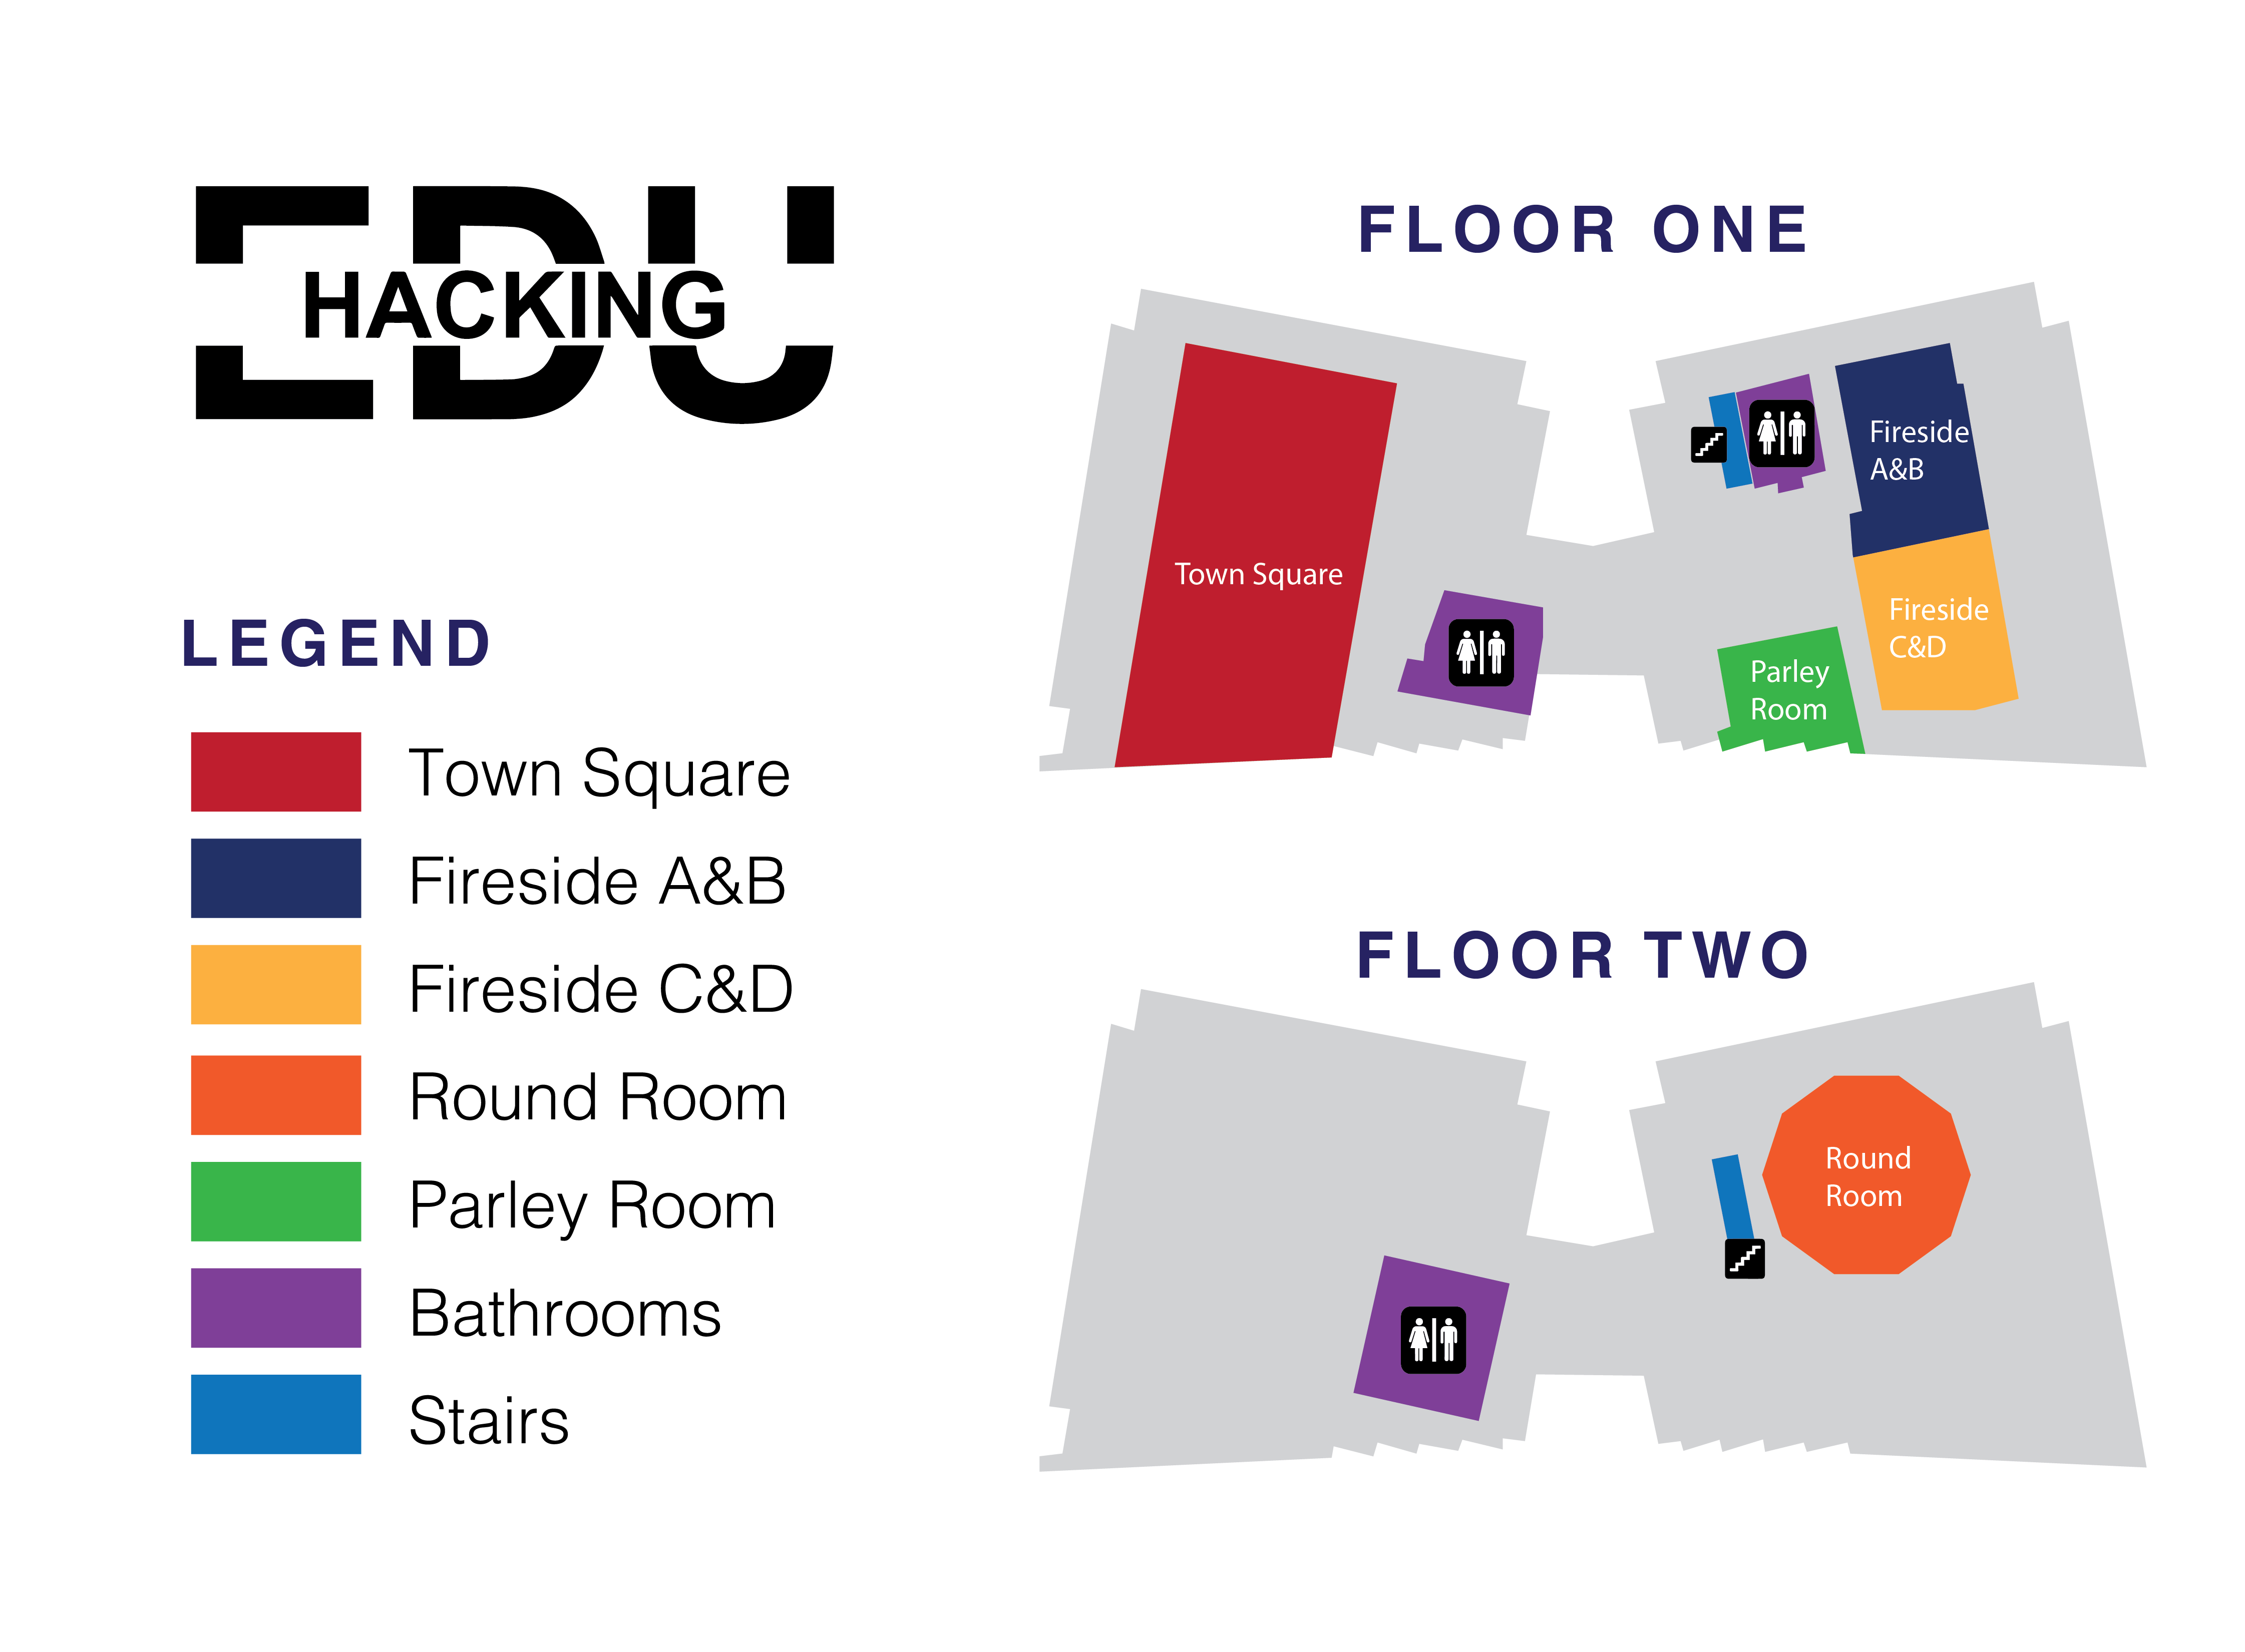 EDU
HACKING
LEGEND
Town Square
Fireside A&B
Fireside C&D
Round Room
Parley Room
Bathrooms
Stairs
FLOOR ONE
Town Square
Fireside
A&B
Fireside
C&D
Parley
Room
FLOOR TWO
Round
Room